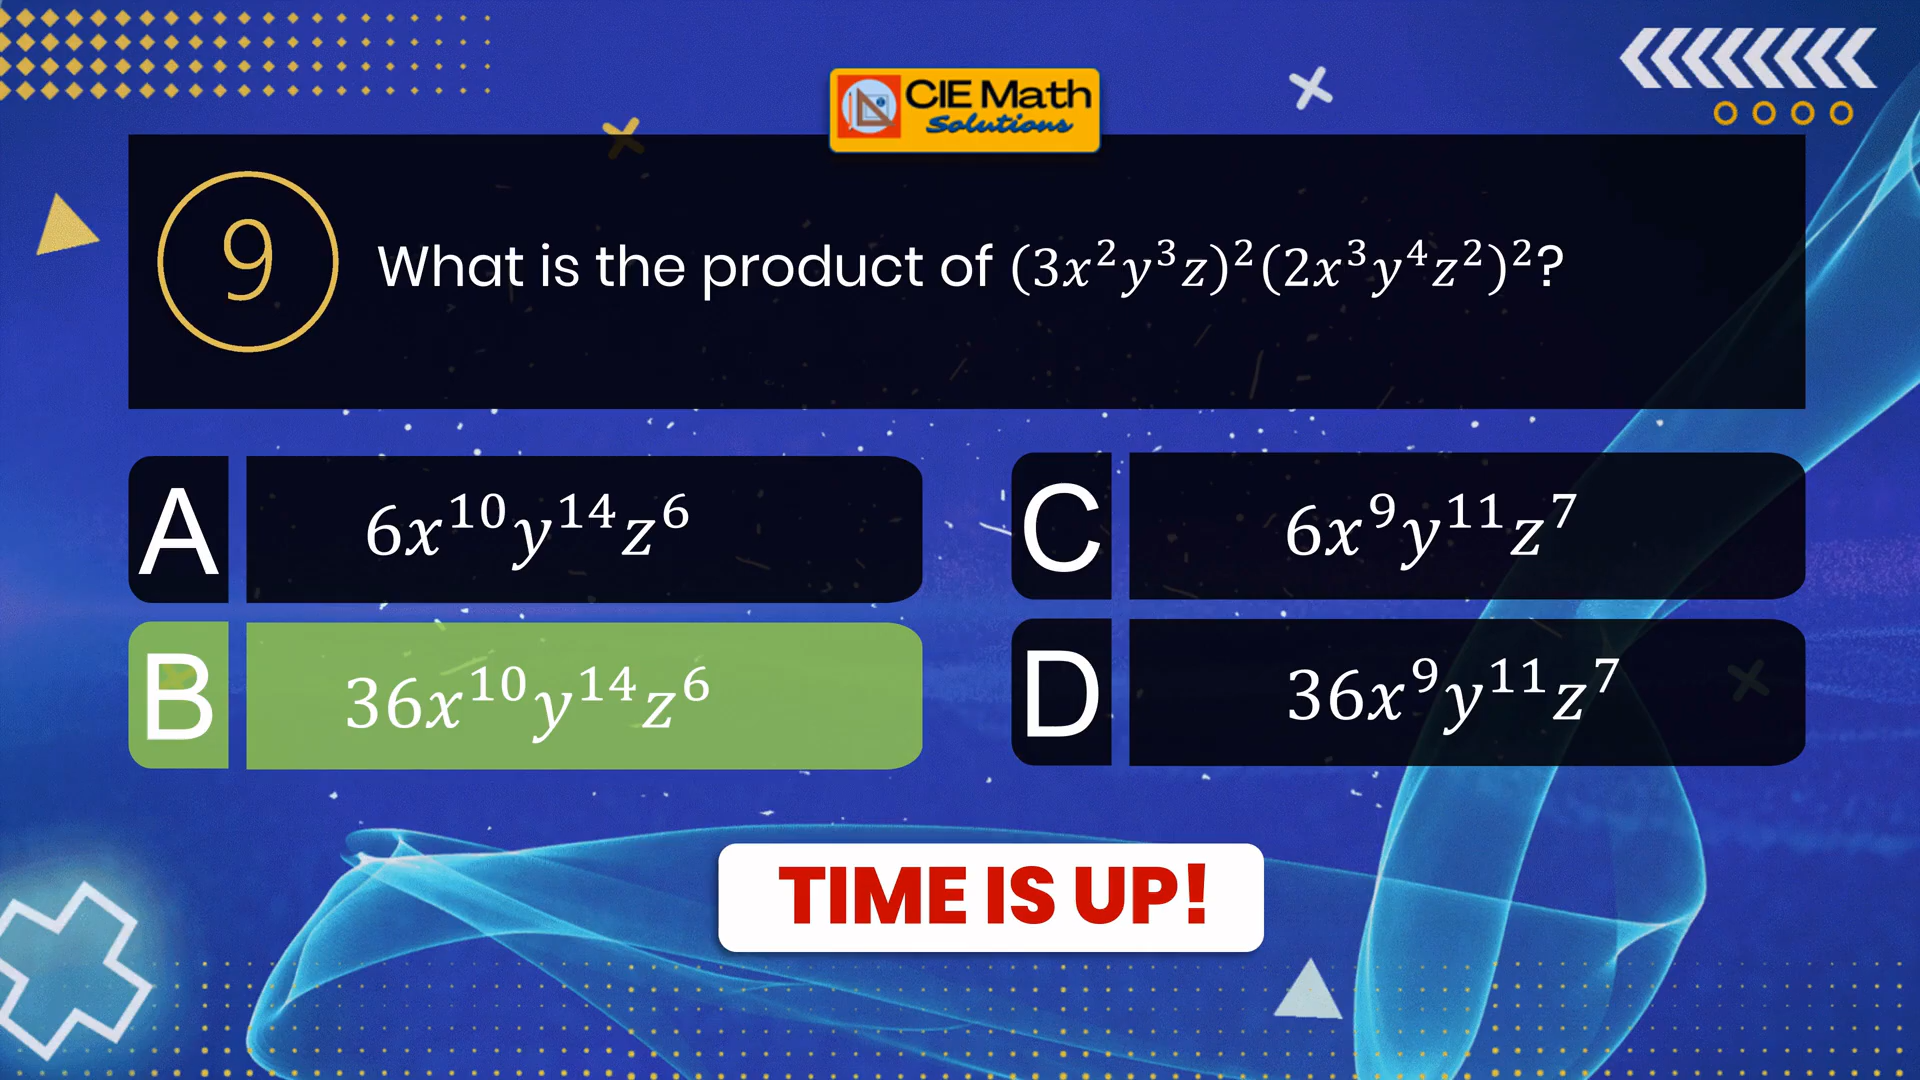 CIE Math
Solutions
9
What is the product of (3x²y³z)²(2x³y⁴z²)²?
A
6x¹⁰y¹⁴z⁶
C
6x⁹y¹¹z⁷
B
36x¹⁰y¹⁴z⁶
D
36x⁹y¹¹z⁷
TIME IS UP!